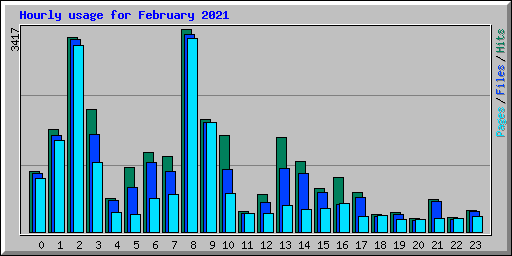 Hourly usage for February 2021
3417
Pages/Files/Hits
0 1 2 3 4 5 6 7 8 9 10 11 12 13 14 15 16 17 18 19 20 21 22 23